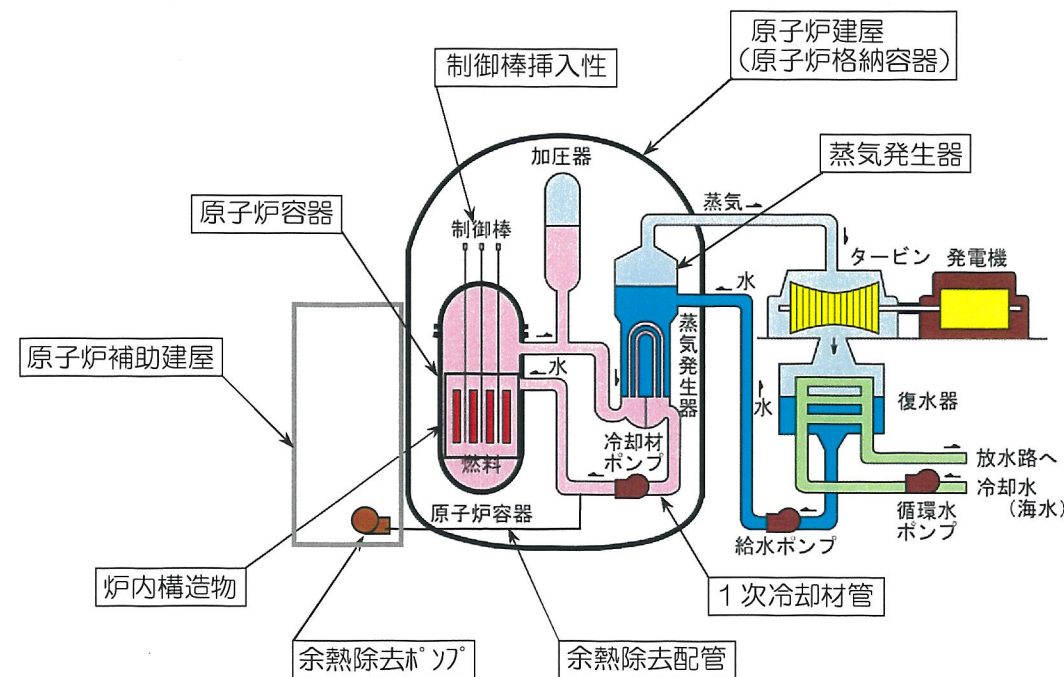 原子炉建屋
（原子炉格納容器）
制御棒挿入性
蒸気発生器
加圧器
蒸気
原子炉容器
制御棒
タービン
発電機
水
蒸気発生器
原子炉補助建屋
水
水
復水器
冷却材
ポンプ
燃料
放水路へ
冷却水
（海水）
循環水
ポンプ
原子炉容器
給水ポンプ
炉内構造物
１次冷却材管
余熱除去ﾎﾟﾝﾌﾟ
余熱除去配管